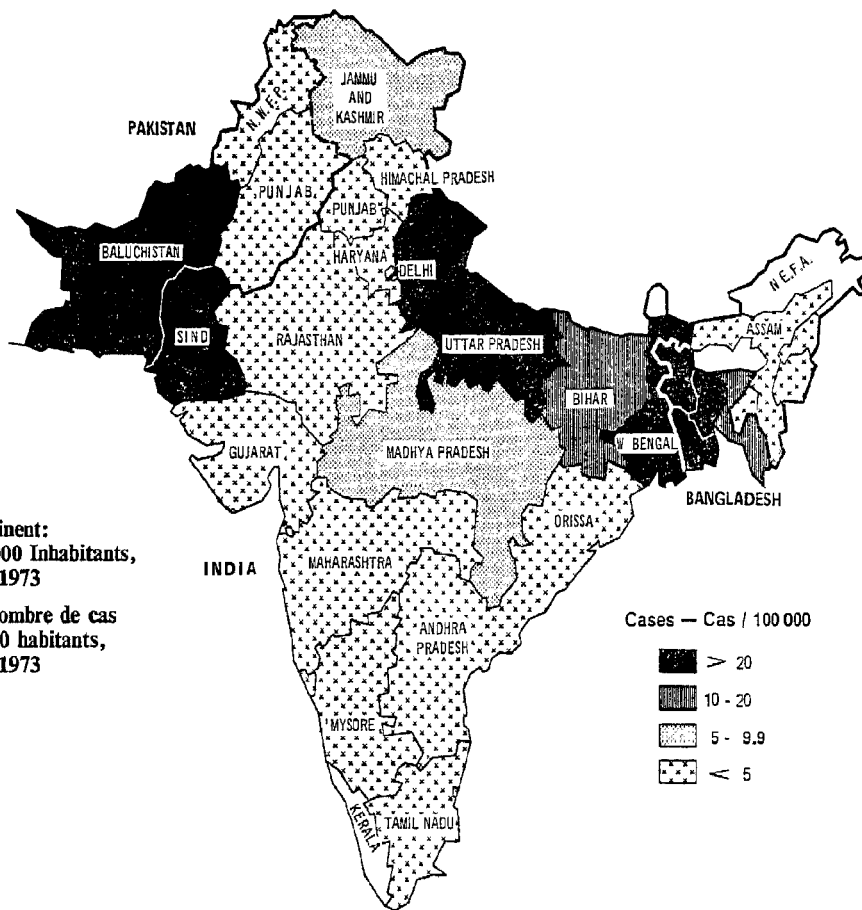 JAMMU
AND
KASHMIR
N.W.F.P.
PAKISTAN
HIMACHAL PRADESH
PUNJAB
PUNJAB
BALUCHISTAN
HARYANA
DELHI
N.E.F.A.
SIND
RAJASTHAN
UTTAR PRADESH
ASSAM
BIHAR
GUJARAT
MADHYA PRADESH
W BENGAL
BANGLADESH
ORISSA
inent:
000 Inhabitants,
1973
INDIA
MAHARASHTRA
ombre de cas
0 habitants,
1973
ANDHRA
PRADESH
Cases — Cas / 100 000
> 20
10 - 20
5 - 9.9
< 5
MYSORE
KERALA
TAMIL NADU